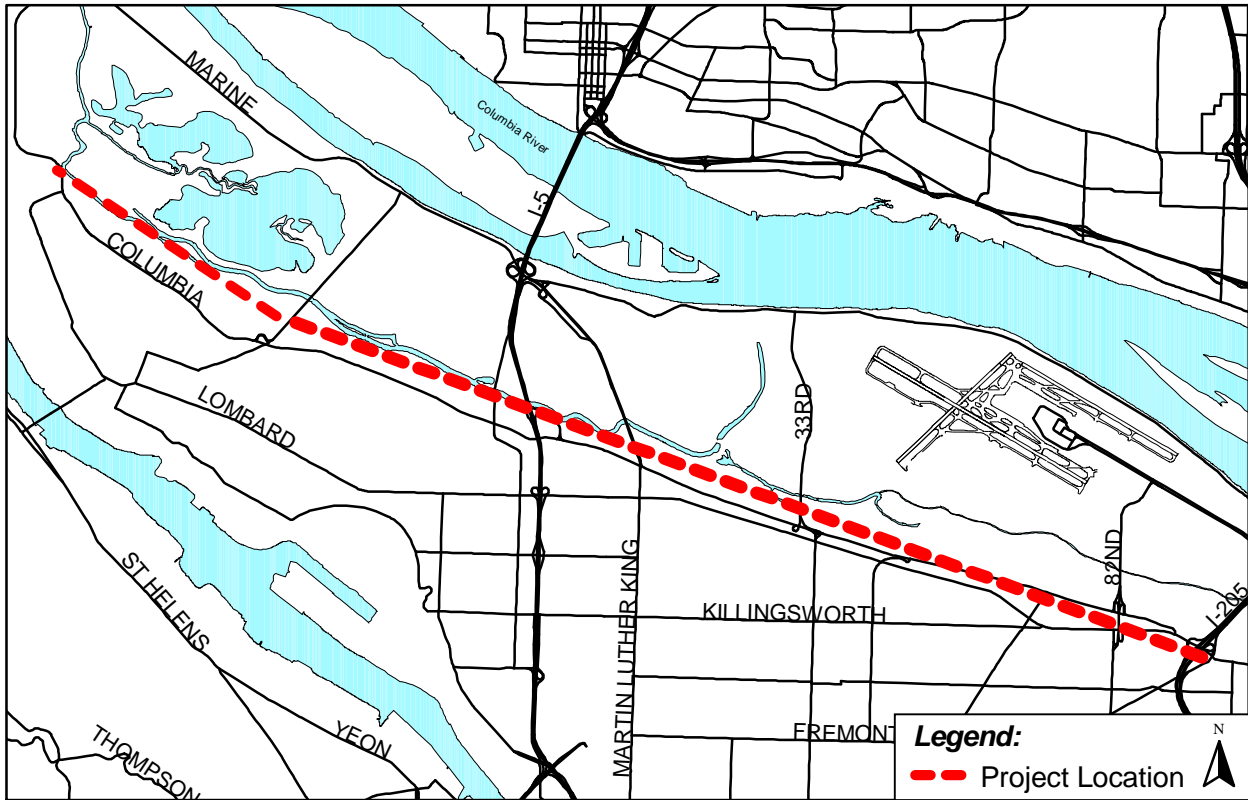 MARINE
Columbia River
I-5
COLUMBIA
LOMBARD
33RD
82ND
I-205
ST HELENS
MARTIN LUTHER KING
KILLINGSWORTH
YEON
THOMPSON
FREMONT
Legend:
N
Project Location